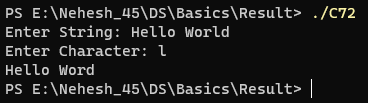 PS E:\Nehesh_45\DS\Basics\Result> ./C72
Enter String: Hello World
Enter Character: l
Hello Word
PS E:\Nehesh_45\DS\Basics\Result>